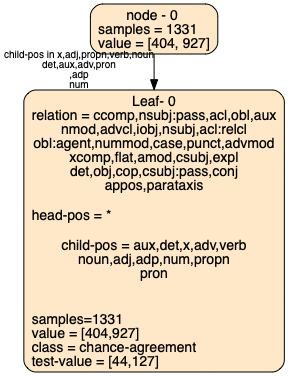 node - 0
samples = 1331
value = [404, 927]
child-pos in x,adj,propn,verb,noun
det,aux,adv,pron
,adp
num
Leaf- 0
relation = ccomp,nsubj:pass,acl,obl,aux
nmod,advcl,iobj,nsubj,acl:relcl
obl:agent,nummod,case,punct,advmod
xcomp,flat,amod,csubj,expl
det,obj,cop,csubj:pass,conj
appos,parataxis
head-pos = *
child-pos = aux,det,x,adv,verb
noun,adj,adp,num,propn
pron
samples=1331
value = [404,927]
class = chance-agreement
test-value = [44,127]